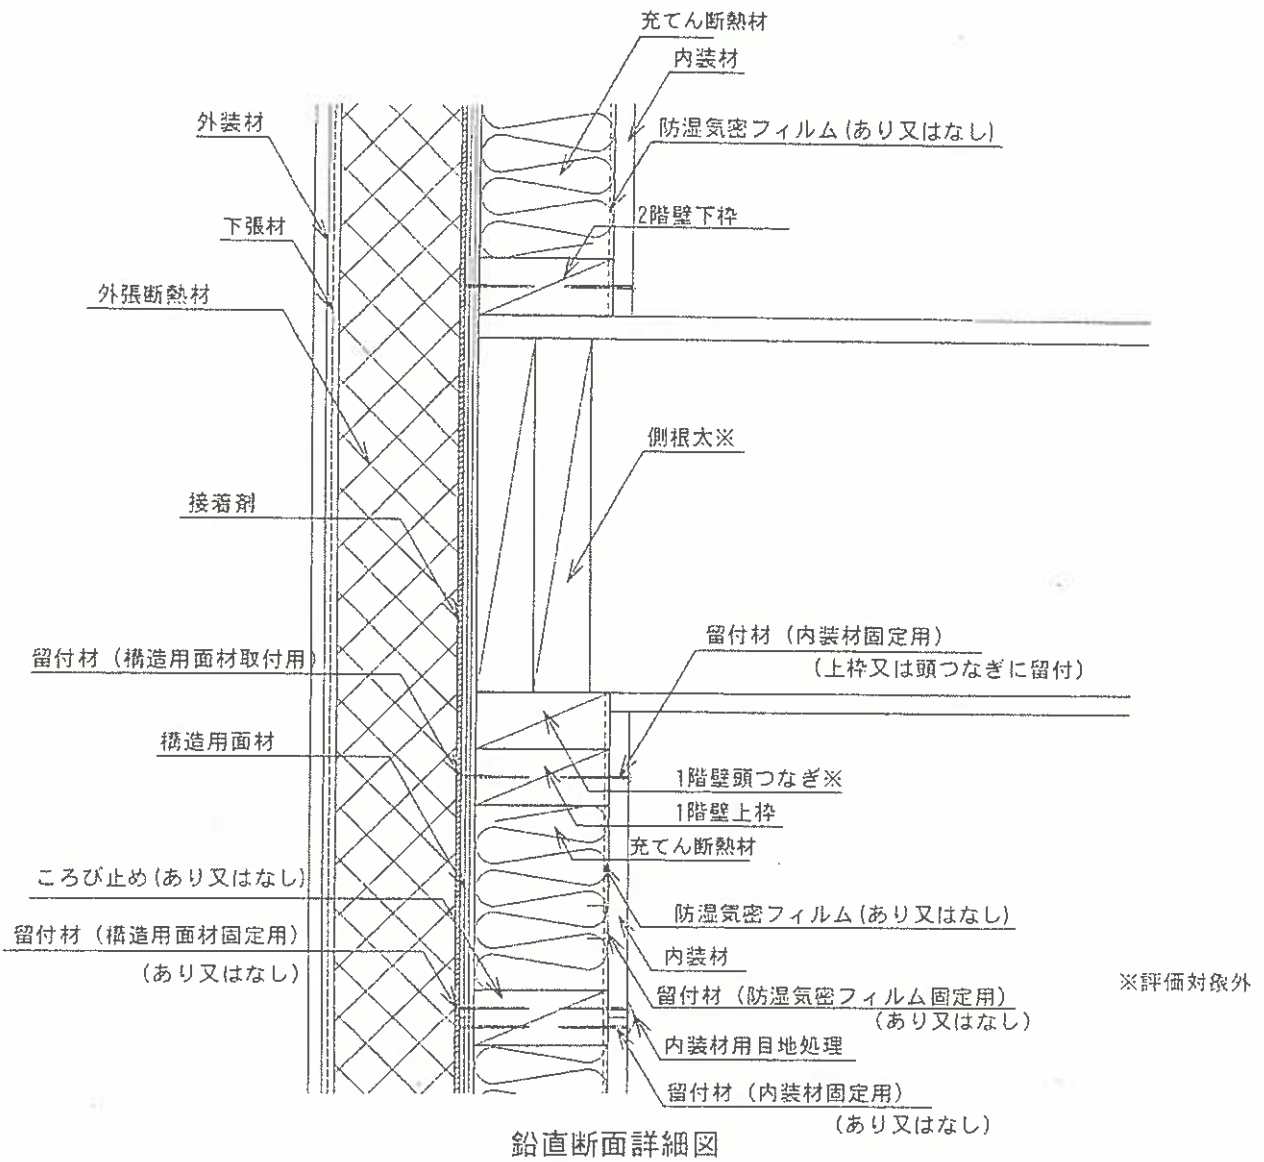 充てん断熱材
内装材
外装材
防湿気密フィルム(あり又はなし)
下張材
2階壁下枠
外張断熱材
側根太※
接着剤
留付材(内装材固定用)
(上枠又は頭つなぎに留付)
留付材(構造用面材取付用)
構造用面材
1階壁頭つなぎ※
1階壁上枠
充てん断熱材
ころび止め(あり又はなし)
防湿気密フィルム(あり又はなし)
留付材(構造用面材固定用)
(あり又はなし)
内装材
※評価対象外
留付材(防湿気密フィルム固定用)
(あり又はなし)
内装材用目地処理
留付材(内装材固定用)
(あり又はなし)
鉛直断面詳細図